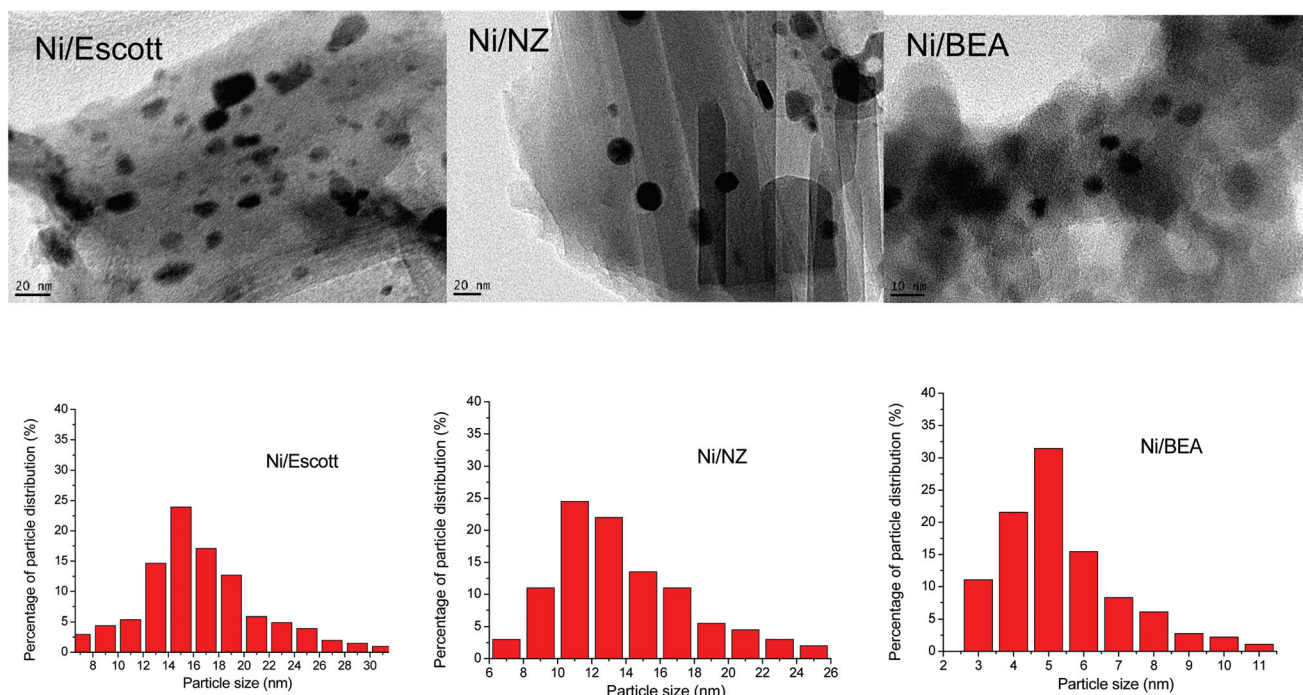 Ni/Escott
Ni/NZ
Ni/BEA
20 nm
20 nm
10 nm
40
35
30
25
20
15
10
5
0
Percentage of particle distribution (%)
Ni/Escott
8 10 12 14 16 18 20 22 24 26 28 30
Particle size (nm)
40
35
30
25
20
15
10
5
0
Percentage of particle distribution (%)
Ni/NZ
6 8 10 12 14 16 18 20 22 24 26
Particle size (nm)
40
35
30
25
20
15
10
5
0
Percentage of particle distribution (%)
Ni/BEA
2 3 4 5 6 7 8 9 10 11
Particle size (nm)